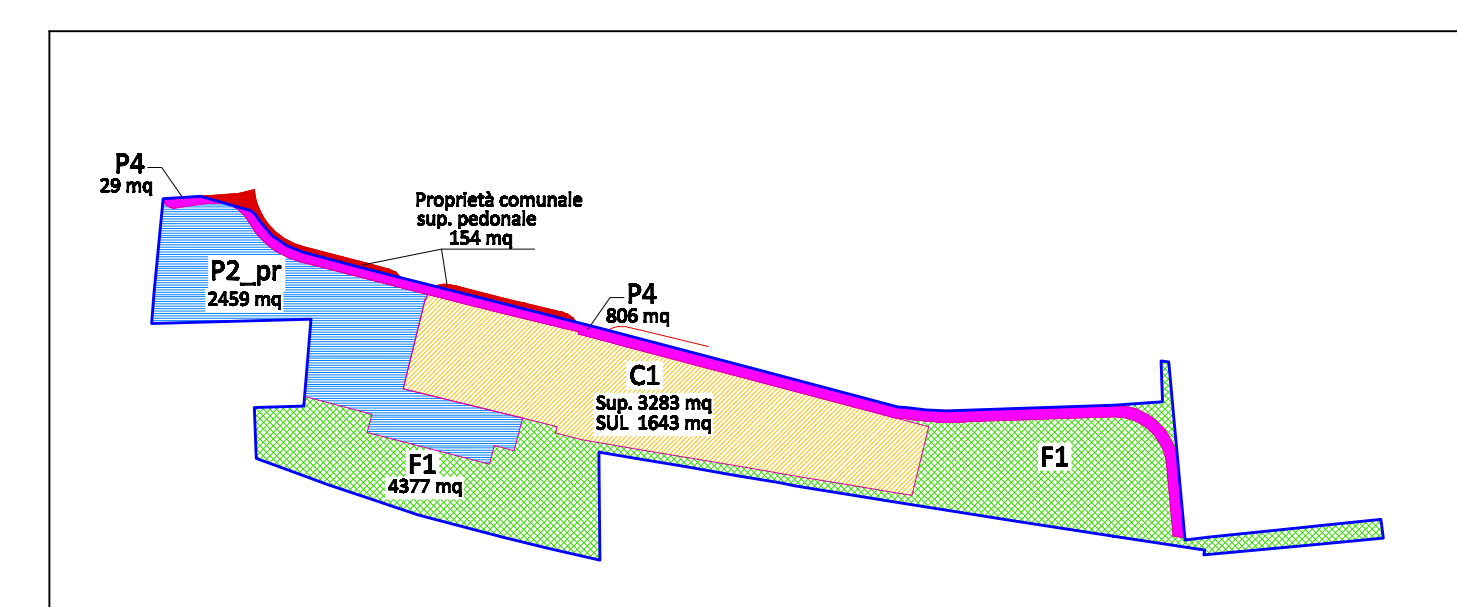 P4
29 mq
Proprietà comunale
sup. pedonale
154 mq
P2_pr
2459 mq
P4
806 mq
C1
Sup. 3283 mq
SUL 1643 mq
F1
4377 mq
F1